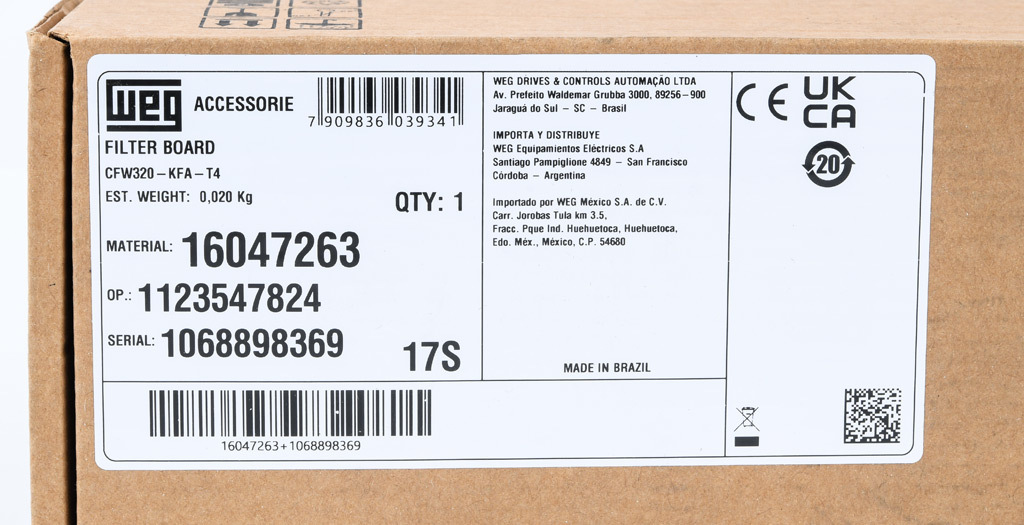 WEG
ACCESSORIE
7 909836 039341
FILTER BOARD
CFW320-KFA-T4
EST. WEIGHT: 0,020 Kg
QTY: 1
MATERIAL: 16047263
OP.: 1123547824
SERIAL: 1068898369
17S
16047263+1068898369
WEG DRIVES & CONTROLS AUTOMAÇÃO LTDA
Av. Prefeito Waldemar Grubba 3000, 89256-900
Jaraguá do Sul - SC - Brasil
IMPORTA Y DISTRIBUYE
WEG Equipamientos Eléctricos S.A
Santiago Pampiglione 4849 - San Francisco
Córdoba - Argentina
Importado por WEG México S.A. de C.V.
Carr. Jorobas Tula km 3.5,
Fracc. Pque Ind. Huehuetoca, Huehuetoca,
Edo. Méx., México, C.P. 54680
MADE IN BRAZIL
CE
UK
CA
20